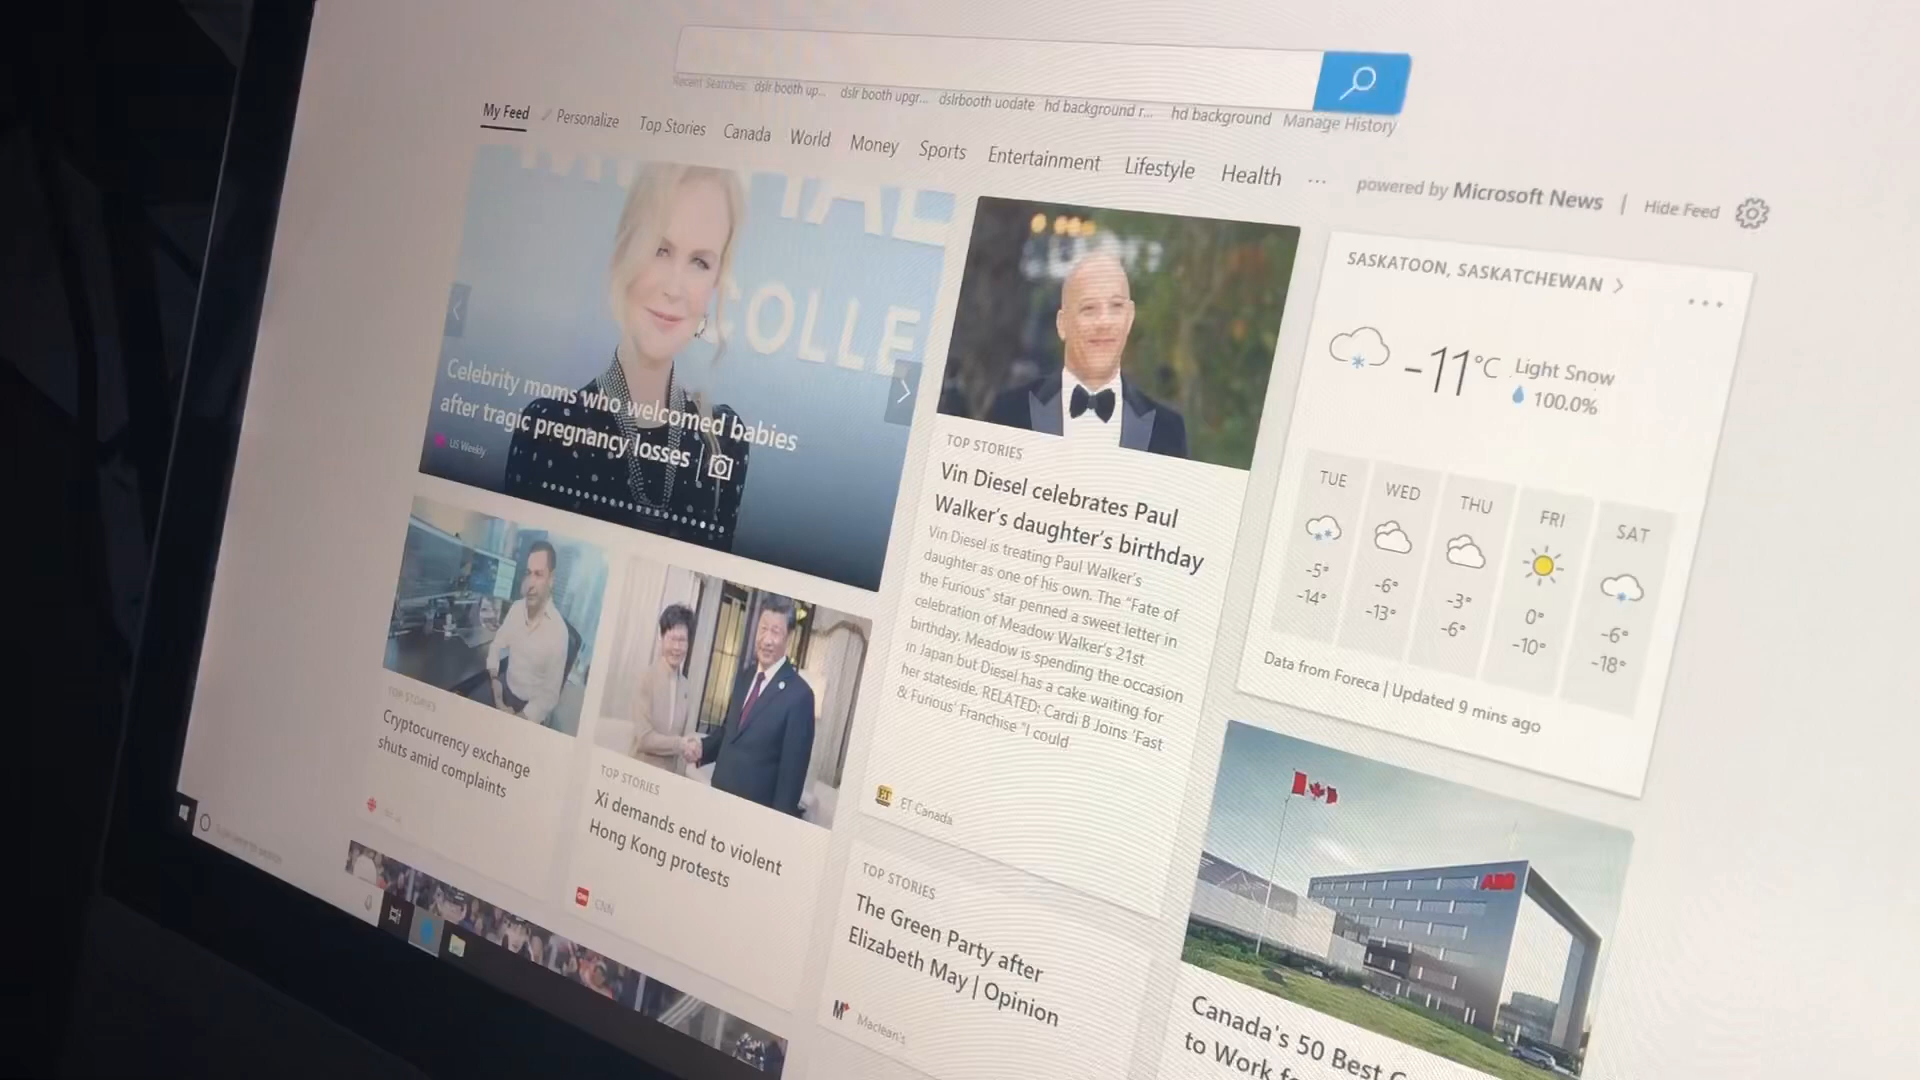 Recent Searches: dslr booth up... dslr booth upgr... dslrbooth uodate hd background r... hd background Manage History
My Feed Personalize Top Stories Canada World Money Sports Entertainment Lifestyle Health ... powered by Microsoft News | Hide Feed
COLLE
Celebrity moms who welcomed babies
after tragic pregnancy losses
US Weekly
TOP STORIES
Vin Diesel celebrates Paul
Walker's daughter's birthday
Vin Diesel is treating Paul Walker's
daughter as one of his own. The "Fate of
the Furious" star penned a sweet letter in
celebration of Meadow Walker's 21st
birthday. Meadow is spending the occasion
in Japan but Diesel has a cake waiting for
her stateside. RELATED: Cardi B Joins 'Fast
& Furious' Franchise "I could
ET Canada
SASKATOON, SASKATCHEWAN >
-11°C Light Snow
100.0%
TUE WED THU FRI SAT
-5° -6° -3° 0° -6°
-14° -13° -6° -10° -18°
Data from Foreca | Updated 9 mins ago
TOP STORIES
Cryptocurrency exchange
shuts amid complaints
TOP STORIES
Xi demands end to violent
Hong Kong protests
CNN
TOP STORIES
The Green Party after
Elizabeth May | Opinion
Maclean's
ABB
Canada's 50 Best
to Work